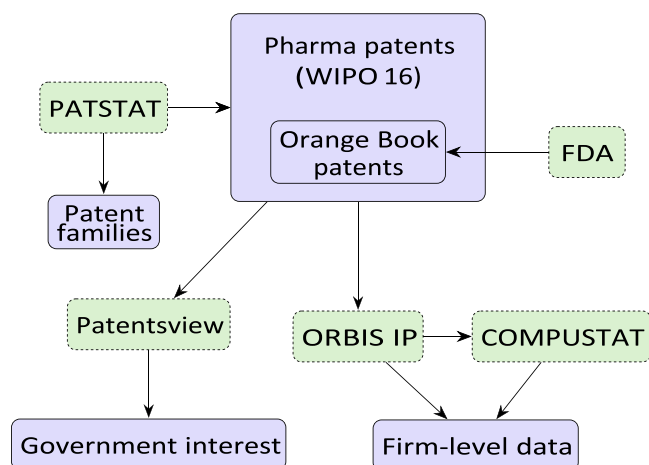 Pharma patents
(WIPO 16)
PATSTAT
Orange Book
patents
FDA
Patent
families
Patentsview
ORBIS IP
COMPUSTAT
Government interest
Firm-level data